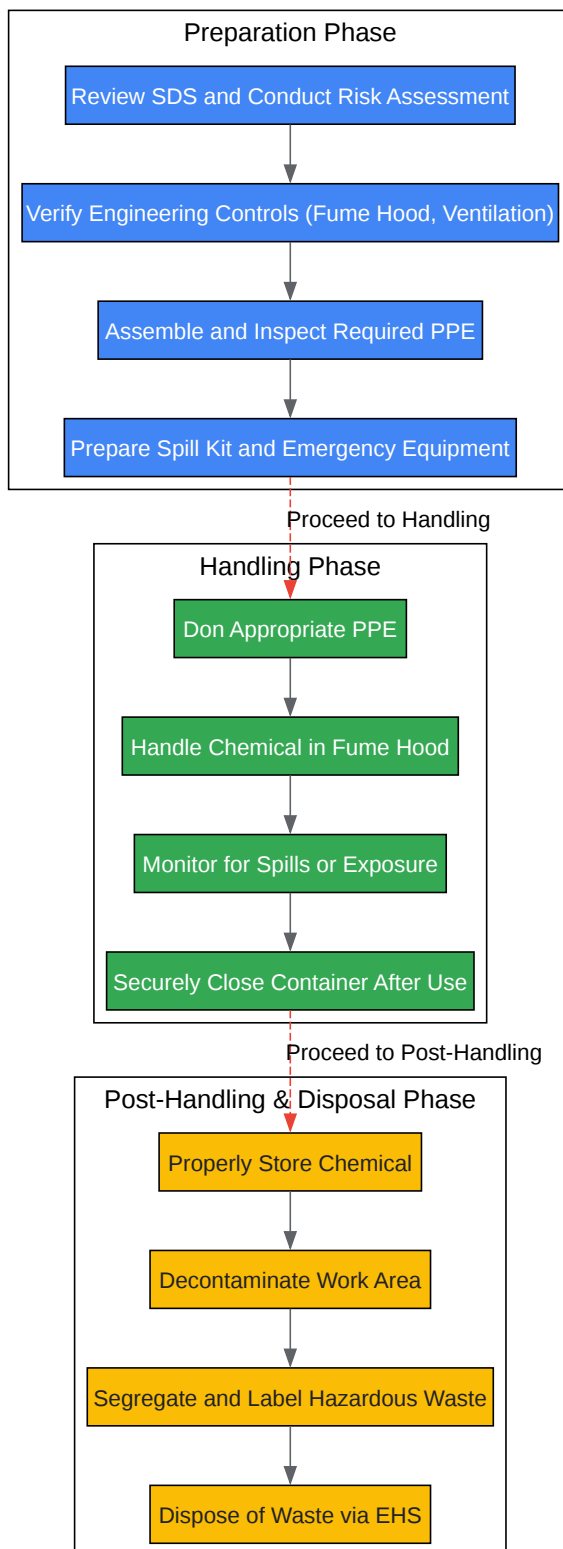 Preparation Phase
Review SDS and Conduct Risk Assessment
Verify Engineering Controls (Fume Hood, Ventilation)
Assemble and Inspect Required PPE
Prepare Spill Kit and Emergency Equipment
Proceed to Handling
Handling Phase
Don Appropriate PPE
Handle Chemical in Fume Hood
Monitor for Spills or Exposure
Securely Close Container After Use
Proceed to Post-Handling
Post-Handling & Disposal Phase
Properly Store Chemical
Decontaminate Work Area
Segregate and Label Hazardous Waste
Dispose of Waste via EHS